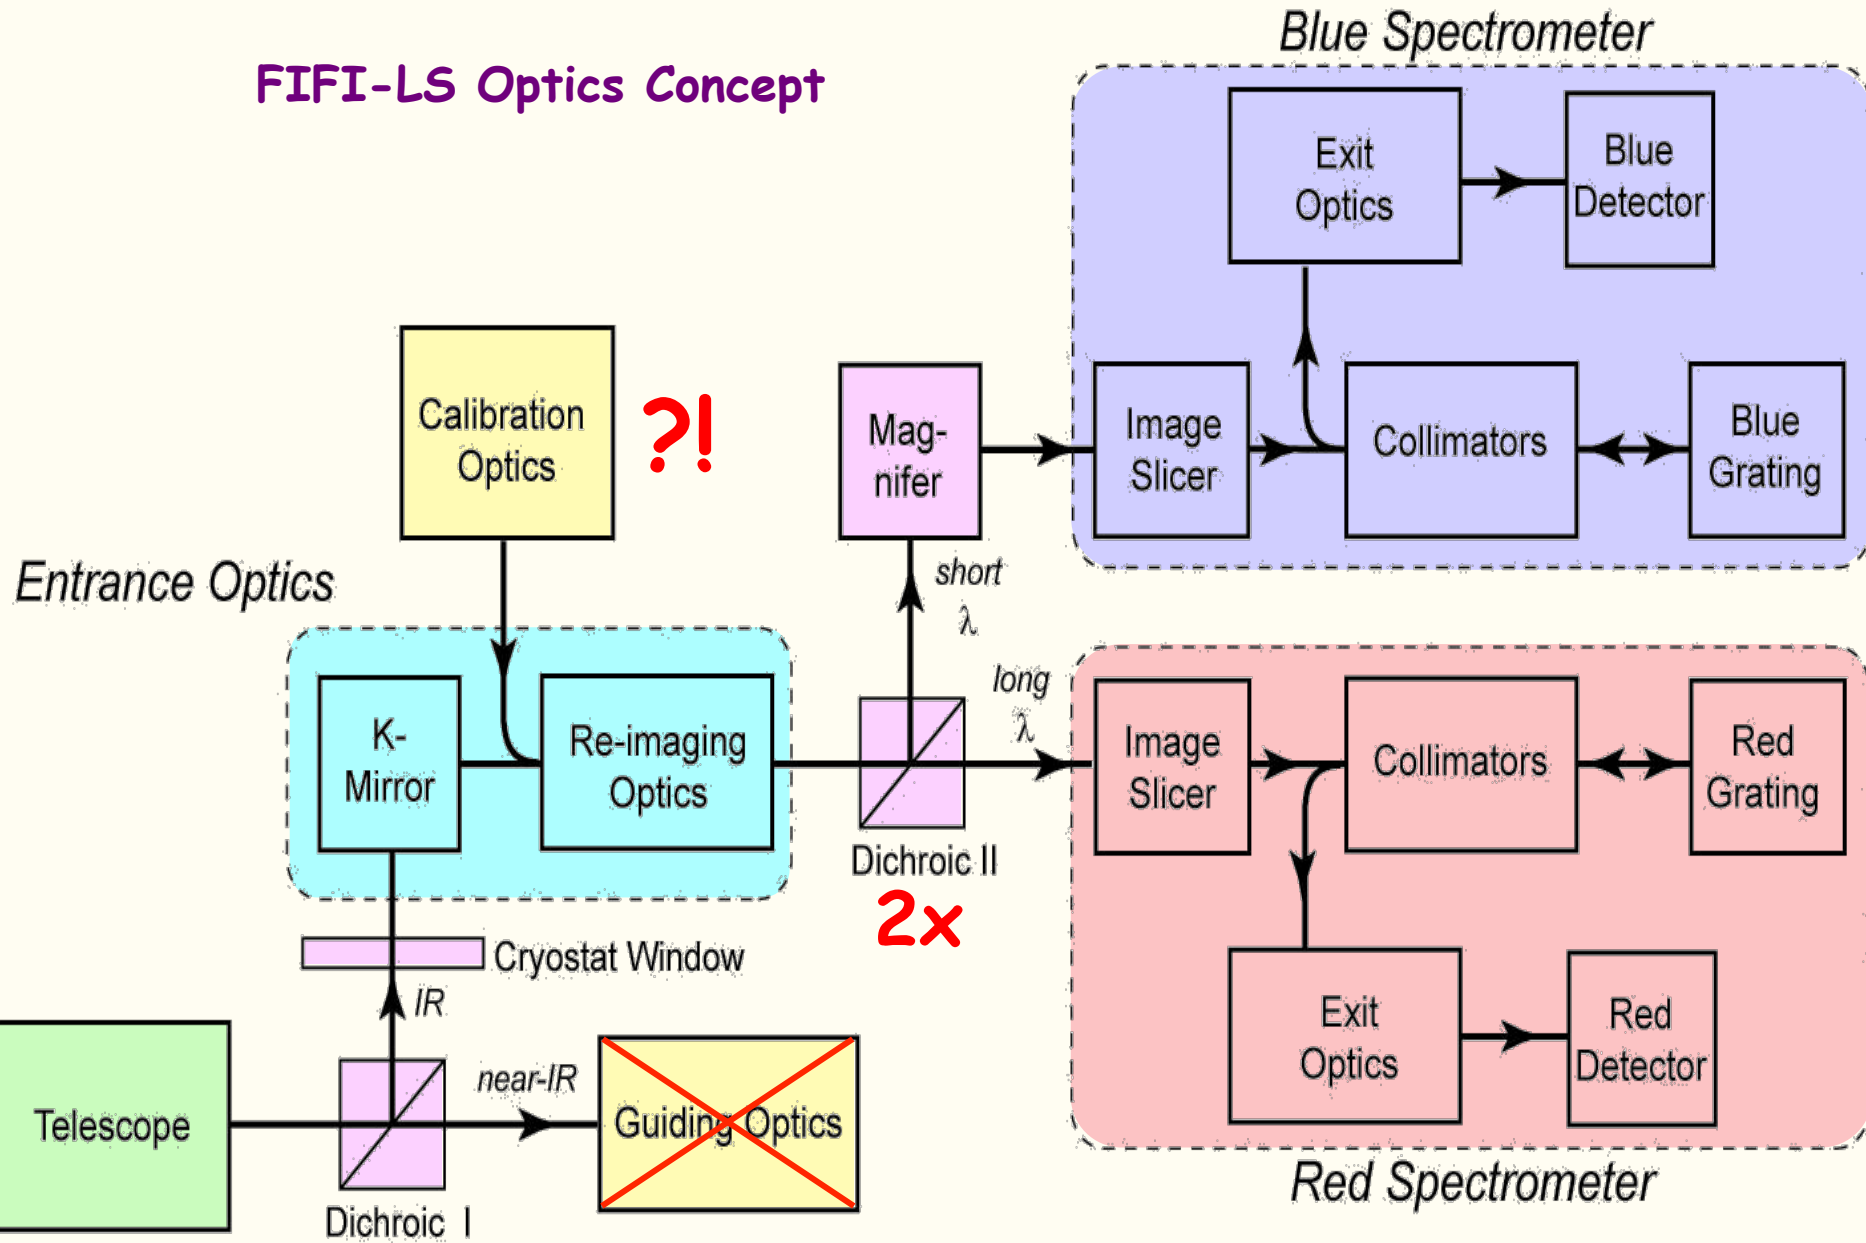 FIFI-LS Optics Concept
Blue Spectrometer
Exit
Optics
Blue
Detector
Calibration
Optics
?!
Mag-
nifer
Image
Slicer
Collimators
Blue
Grating
Entrance Optics
short
λ
long
λ
K-
Mirror
Re-imaging
Optics
Image
Slicer
Collimators
Red
Grating
Dichroic II
2x
Cryostat Window
IR
Exit
Optics
Red
Detector
near-IR
Telescope
Guiding Optics
Dichroic I
Red Spectrometer